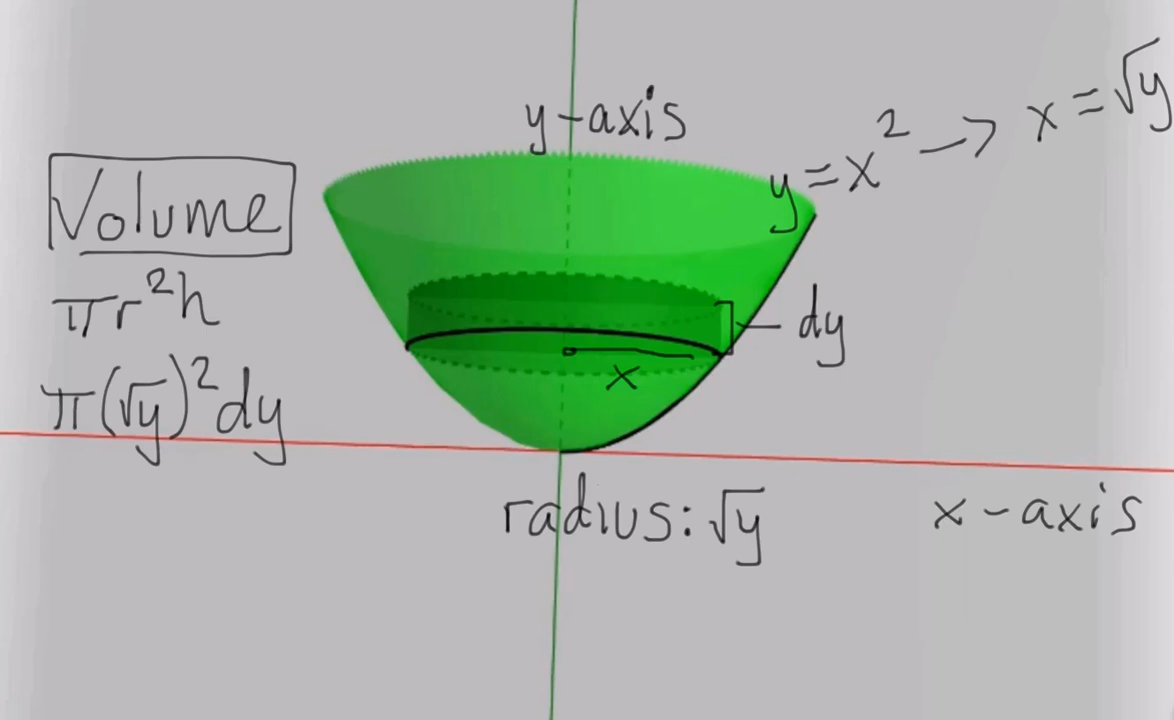 y-axis
y = x² → x = √y
Volume
πr²h
π(√y)²dy
dy
x
radius: √y
x-axis